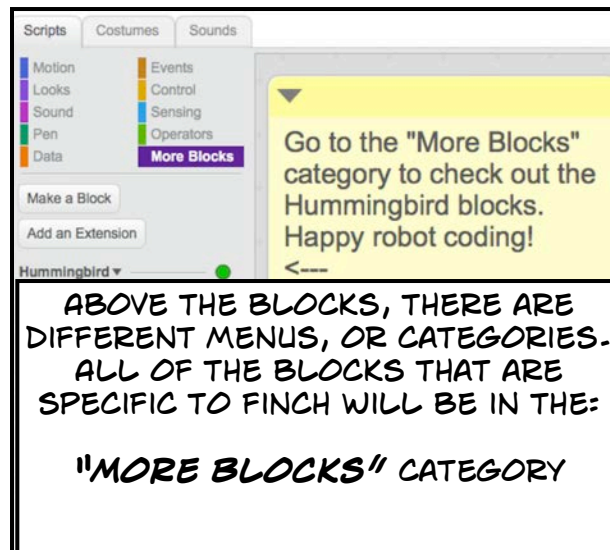 Scripts Costumes Sounds
Motion Events
Looks Control
Sound Sensing
Pen Operators
Data More Blocks
Make a Block
Add an Extension
Hummingbird
Go to the "More Blocks"
category to check out the
Hummingbird blocks.
Happy robot coding!
<---
ABOVE THE BLOCKS, THERE ARE
DIFFERENT MENUS, OR CATEGORIES.
ALL OF THE BLOCKS THAT ARE
SPECIFIC TO FINCH WILL BE IN THE:
"MORE BLOCKS" CATEGORY